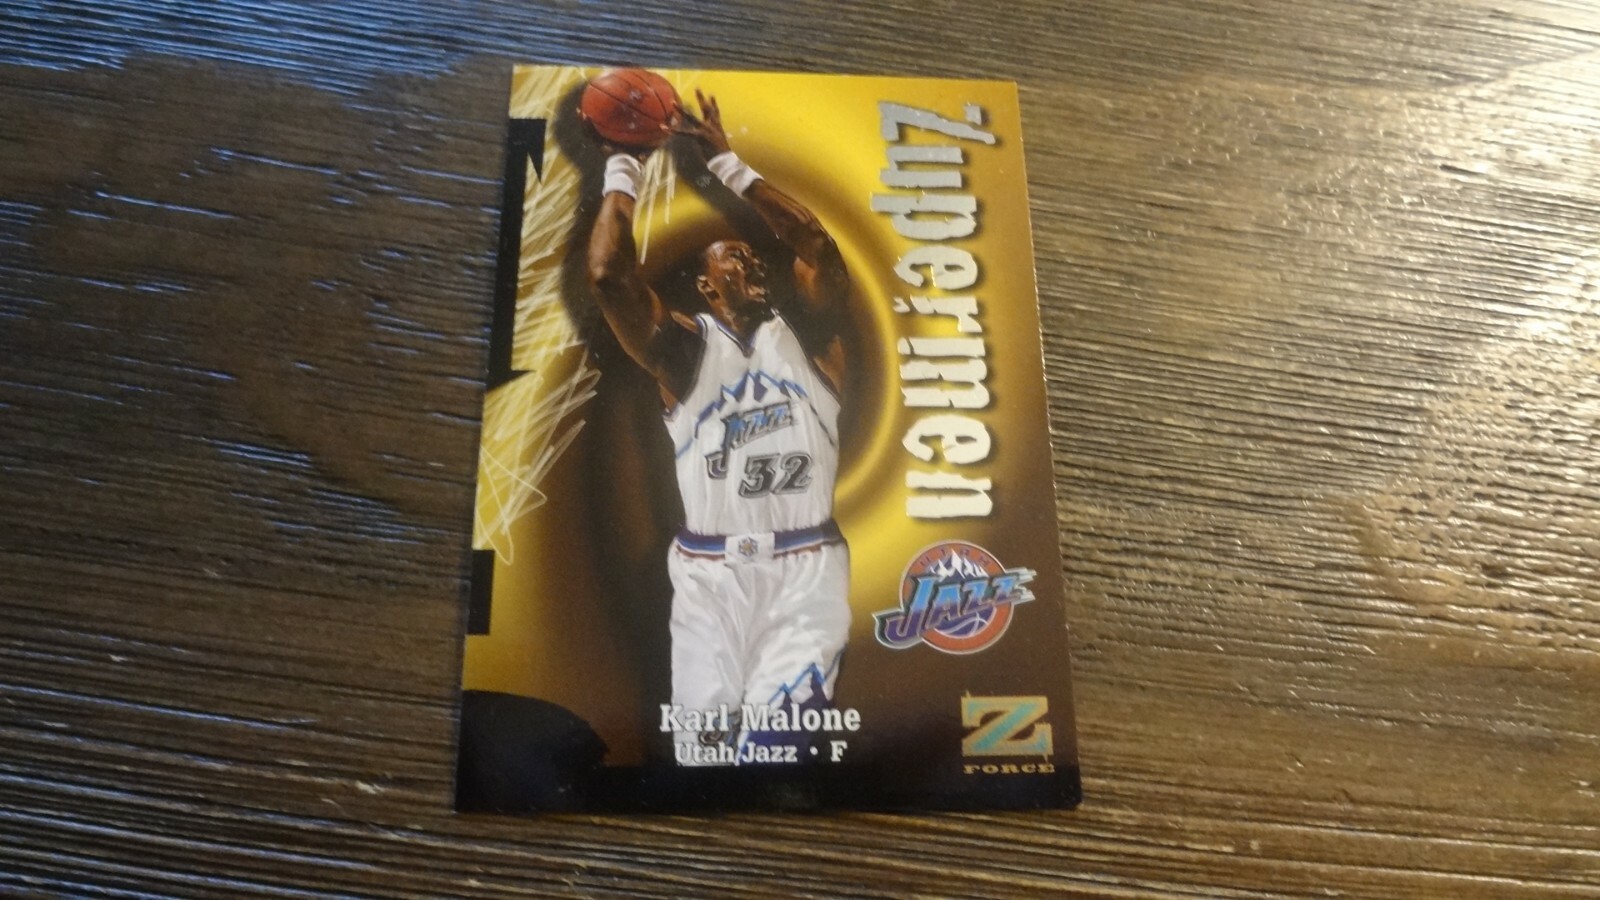 Zupermen
JAZZ
32
UTAH
JAZZ
Karl Malone
Utah Jazz · F
Z
FORCE